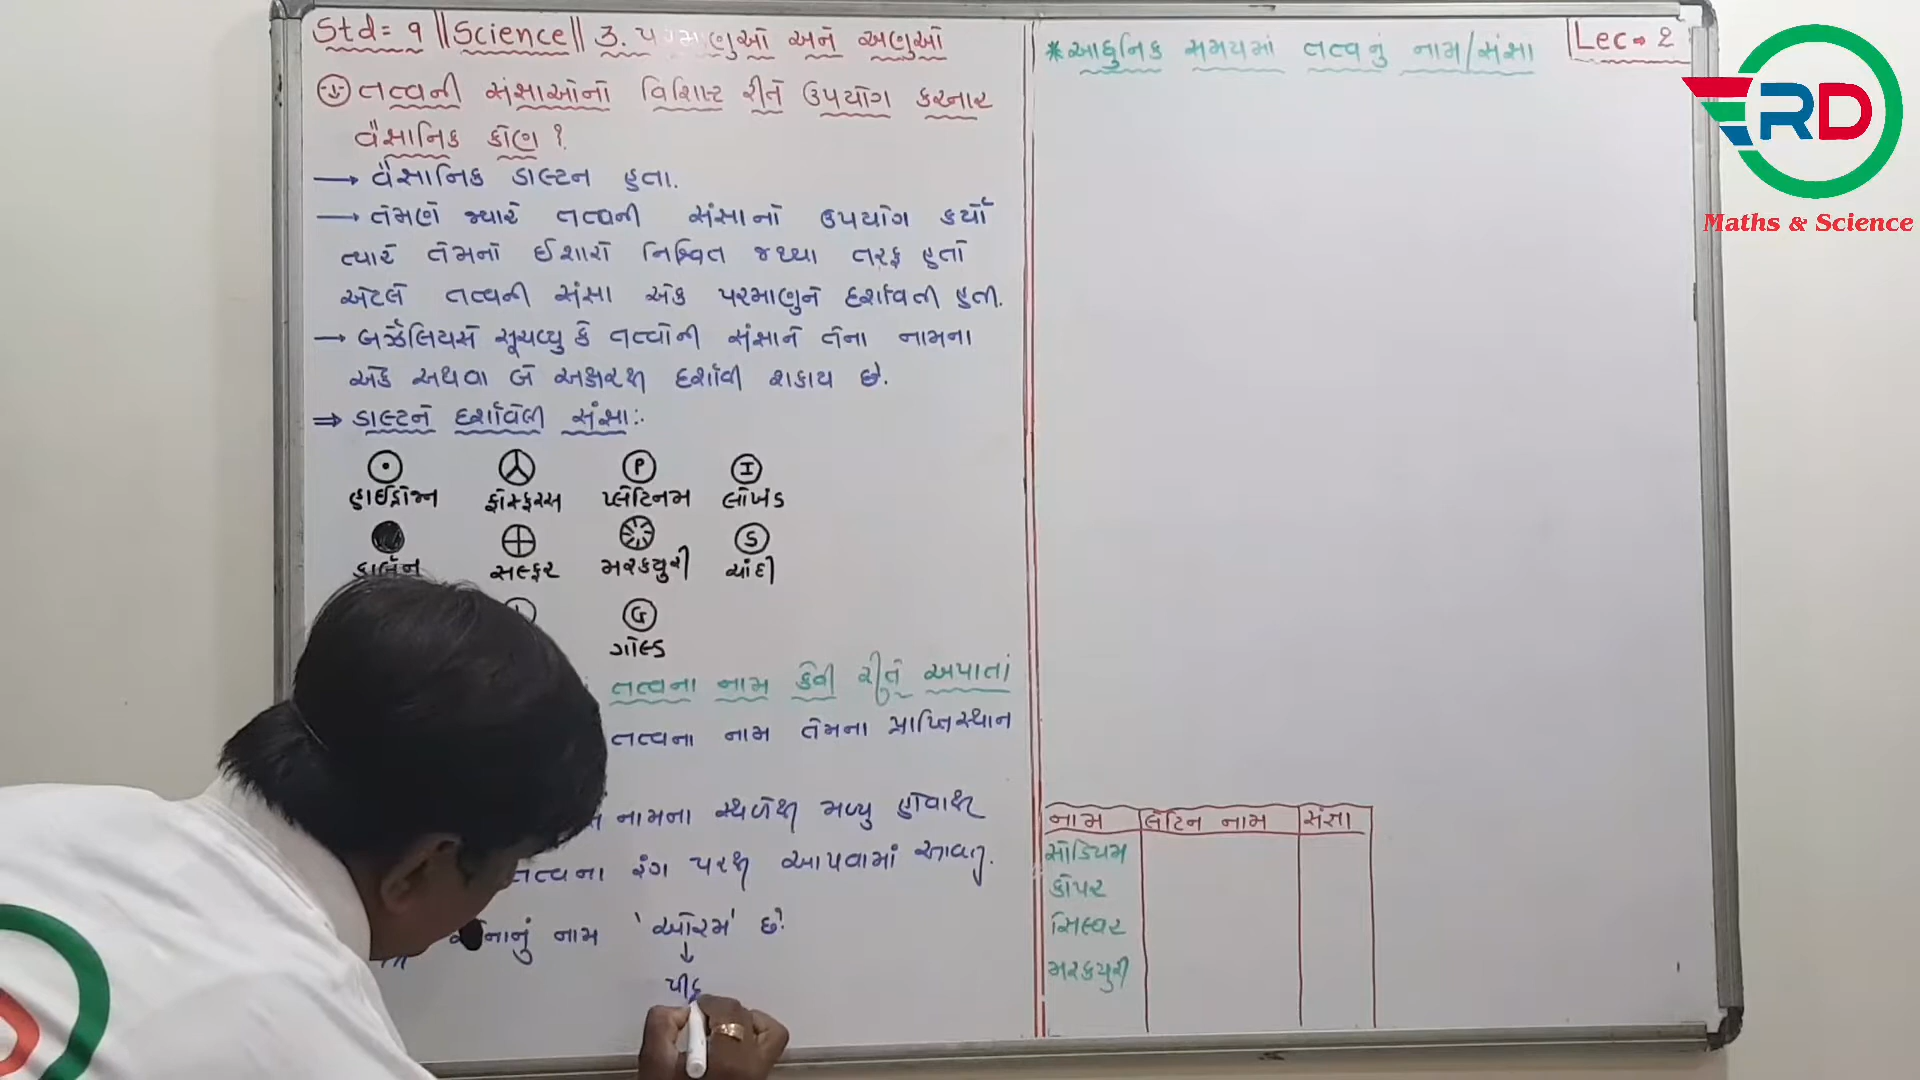 Std= ૧ || Science || 3. પરમાણુઓ અને અણુઓ
તત્વની સંજ્ઞાઓનો વિશિષ્ટ રીતે ઉપયોગ કરનાર
વૈજ્ઞાનિક કોણ ?
→ વૈજ્ઞાનિક ડાલ્ટન હતા.
→ તેમણે જ્યારે તત્વની સંજ્ઞાનો ઉપયોગ કર્યો
ત્યારે તેમનો ઈશારો નિશ્વિત જથ્થા તરફ હતો
એટલે તત્વની સંજ્ઞા એક પરમાણુને દર્શાવતી હતી.
→ બર્ઝેલિયસે સૂચવ્યુ કે તત્વોની સંજ્ઞાને તેના નામના
એક અથવા બે અક્ષરથી દર્શાવી શકાય છે.
⇒ ડાલ્ટને દર્શાવેલી સંજ્ઞા:-
P I
હાઈડ્રોજન ફોસ્ફરસ પ્લેટિનમ લોખંડ
S
કાર્બન સલ્ફર મરક્યુરી ચાંદી
G
ગોલ્ડ
તત્વના નામ કેવી રીતે અપાતાં
તત્વના નામ તેમના પ્રાપ્તિસ્થાન
નામના સ્થળેથી મળ્યુ હોવાથી
તત્વના રંગ પરથી આપવામાં આવતુ.
નામ 'ઓરમ' છે.
↓
*આધુનિક સમયમાં તત્વનું નામ/સંજ્ઞા
Lec → 2
RD
Maths & Science
નામ લેટિન નામ સંજ્ઞા
સોડિયમ
કોપર
સિલ્વર
મરક્યુરી